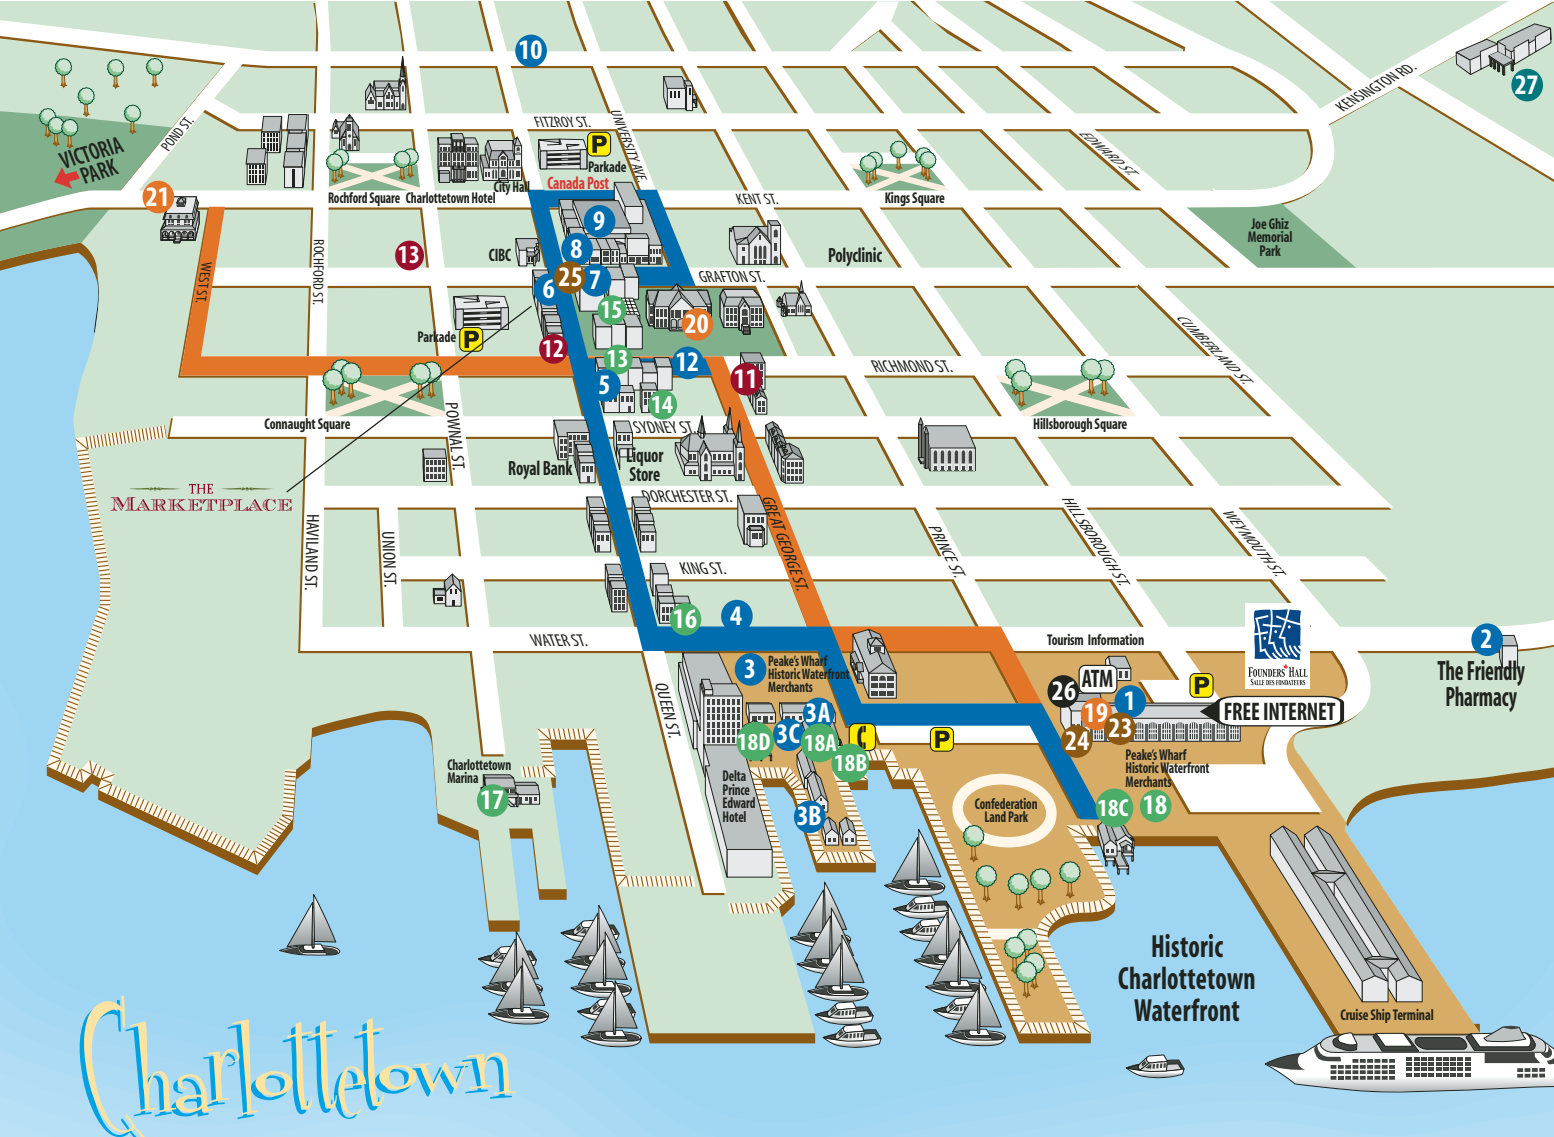 10
KENSINGTON RD.
27
POND ST.
FITZROY ST.
UNIVERSITY AVE.
P
Parkade
EDWARD ST.
VICTORIA
PARK
City Hall
Canada Post
21
Rochford Square
Charlottetown Hotel
KENT ST.
Kings Square
9
Joe Ghiz
Memorial
Park
13
CIBC
8
Polyclinic
WEST ST.
ROCHFORD ST.
25
7
6
GRAFTON ST.
15
20
Parkade
P
12
13
12
11
RICHMOND ST.
CUMBERLAND ST.
5
14
Connaught Square
POWNAL ST.
SYDNEY ST.
Hillsborough Square
Royal Bank
Liquor
Store
THE
MARKETPLACE
DORCHESTER ST.
GREAT GEORGE ST.
HAVILAND ST.
UNION ST.
PRINCE ST.
HILLSBOROUGH ST.
WEYMOUTH ST.
KING ST.
16
4
WATER ST.
Tourism Information
FOUNDERS' HALL
SALLE DES FONDATEURS
2
The Friendly
Pharmacy
3
Peake's Wharf
Historic Waterfront
Merchants
QUEEN ST.
26
ATM
P
1
FREE INTERNET
19
23
24
3A
3C
18D
18A
18B
P
Peake's Wharf
Historic Waterfront
Merchants
Charlottetown
Marina
17
Delta
Prince
Edward
Hotel
3B
Confederation
Land Park
18C
18
Historic
Charlottetown
Waterfront
Cruise Ship Terminal
Charlottetown